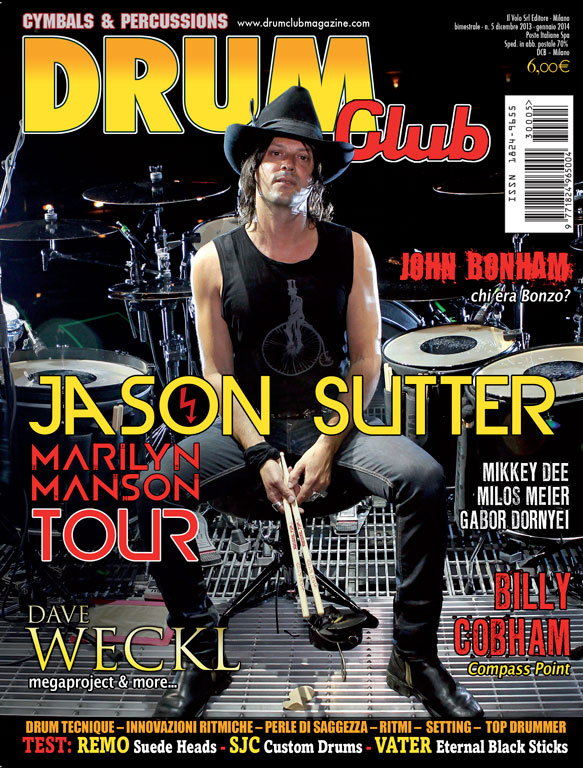 CYMBALS & PERCUSSIONS
www.drumclubmagazine.com
Il Volo Srl Editore - Milano
bimestrale - n. 5 dicembre 2013 - gennaio 2014
Poste Italiane Spa
Sped. in abb. postale 70%
DCB - Milano
6,00€
DRUM
Club
ISSN 1824-9655
30005>
9 771824 965004
JOHN BONHAM
chi era Bonzo?
JASON SUTTER
MARILYN
MANSON
TOUR
MIKKEY DEE
MILOS MEIER
GABOR DORNYEI
DAVE
WECKL
megaproject & more...
BILLY
COBHAM
Compass-Point
DRUM TECNIQUE – INNOVAZIONI RITMICHE – PERLE DI SAGGEZZA – RITMI – SETTING – TOP DRUMMER
TEST: REMO Suede Heads - SJC Custom Drums - VATER Eternal Black Sticks